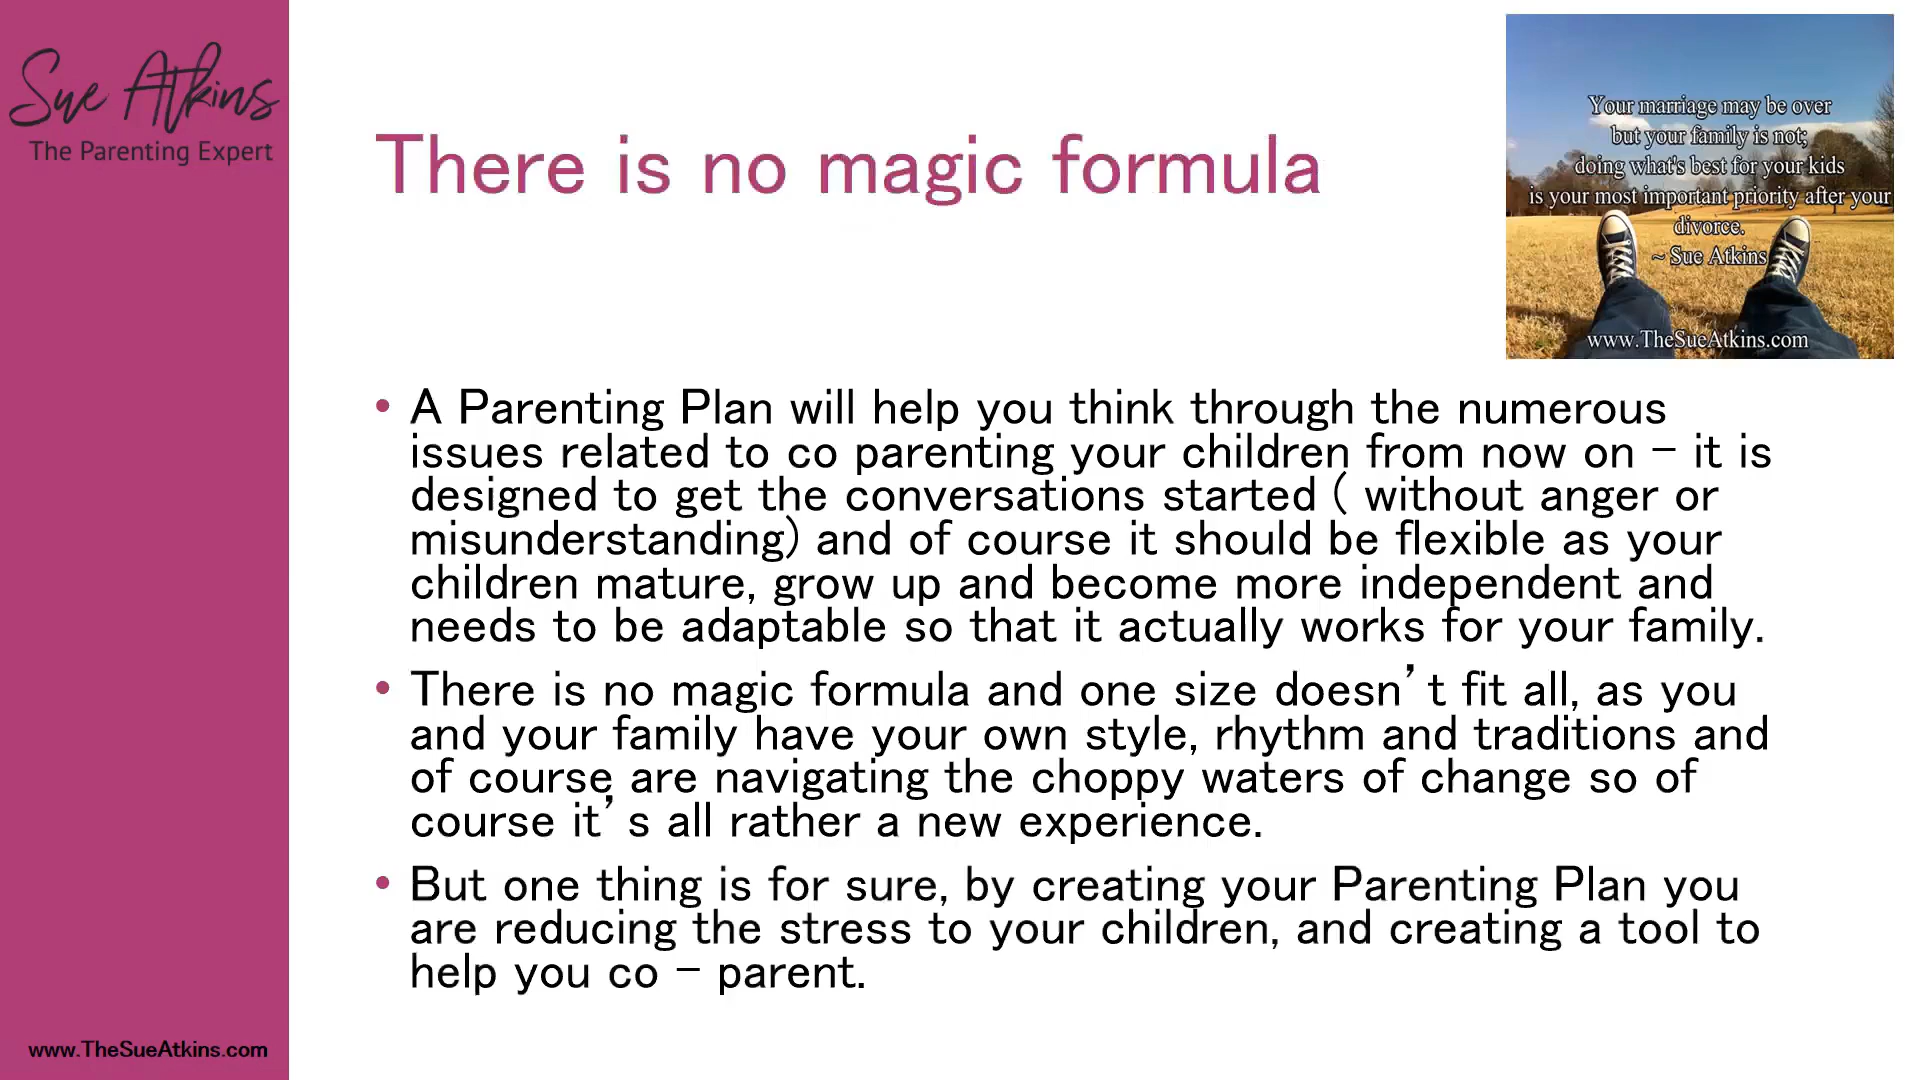 Sue Atkins
The Parenting Expert
There is no magic formula
Your marriage may be over
but your family is not;
doing what's best for your kids
is your most important priority after your
divorce.
~ Sue Atkins
www.TheSueAtkins.com
• A Parenting Plan will help you think through the numerous
issues related to co parenting your children from now on – it is
designed to get the conversations started ( without anger or
misunderstanding) and of course it should be flexible as your
children mature, grow up and become more independent and
needs to be adaptable so that it actually works for your family.
• There is no magic formula and one size doesn’t fit all, as you
and your family have your own style, rhythm and traditions and
of course are navigating the choppy waters of change so of
course it’s all rather a new experience.
• But one thing is for sure, by creating your Parenting Plan you
are reducing the stress to your children, and creating a tool to
help you co – parent.
www.TheSueAtkins.com